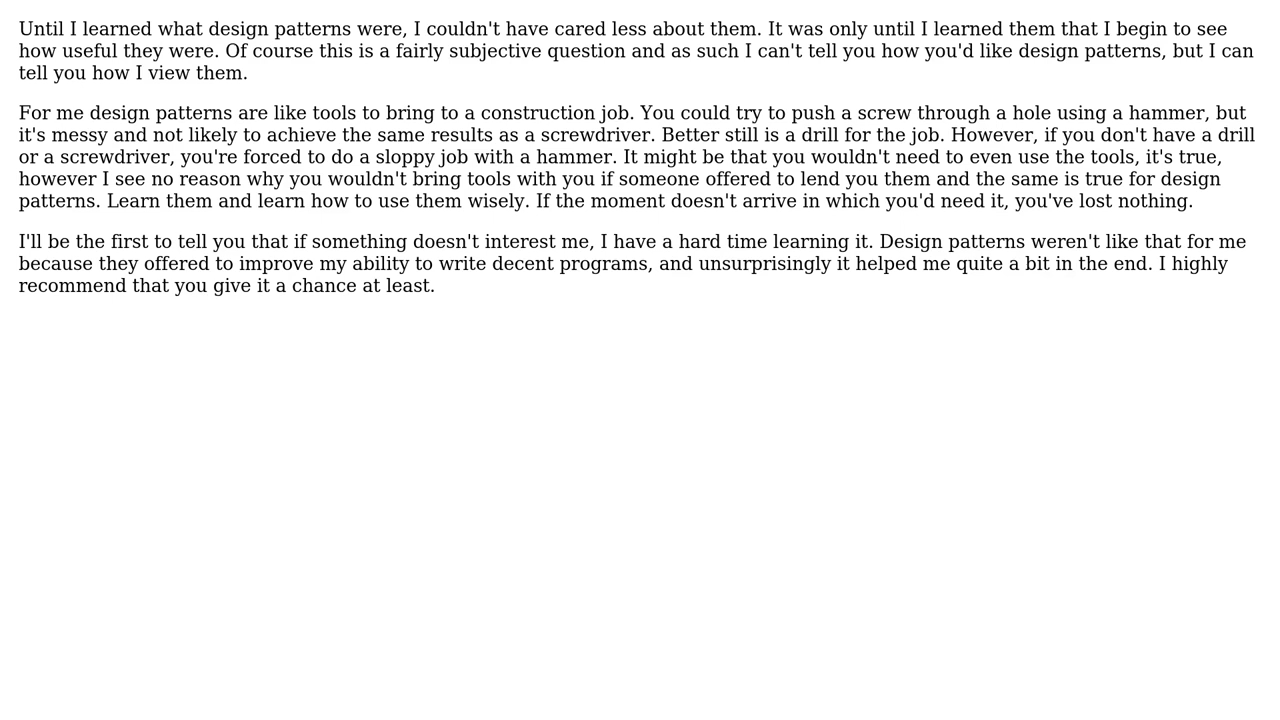 Until I learned what design patterns were, I couldn't have cared less about them. It was only until I learned them that I begin to see
how useful they were. Of course this is a fairly subjective question and as such I can't tell you how you'd like design patterns, but I can
tell you how I view them.
For me design patterns are like tools to bring to a construction job. You could try to push a screw through a hole using a hammer, but
it's messy and not likely to achieve the same results as a screwdriver. Better still is a drill for the job. However, if you don't have a drill
or a screwdriver, you're forced to do a sloppy job with a hammer. It might be that you wouldn't need to even use the tools, it's true,
however I see no reason why you wouldn't bring tools with you if someone offered to lend you them and the same is true for design
patterns. Learn them and learn how to use them wisely. If the moment doesn't arrive in which you'd need it, you've lost nothing.
I'll be the first to tell you that if something doesn't interest me, I have a hard time learning it. Design patterns weren't like that for me
because they offered to improve my ability to write decent programs, and unsurprisingly it helped me quite a bit in the end. I highly
recommend that you give it a chance at least.